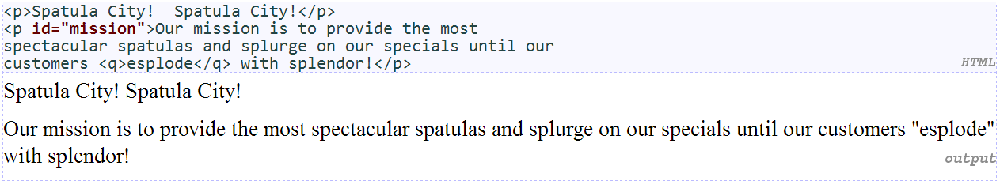 <p>Spatula City!  Spatula City!</p>
<p id="mission">Our mission is to provide the most
spectacular spatulas and splurge on our specials until our
customers <q>esplode</q> with splendor!</p>
HTML
Spatula City! Spatula City!
Our mission is to provide the most spectacular spatulas and splurge on our specials until our customers "esplode"
with splendor!
output